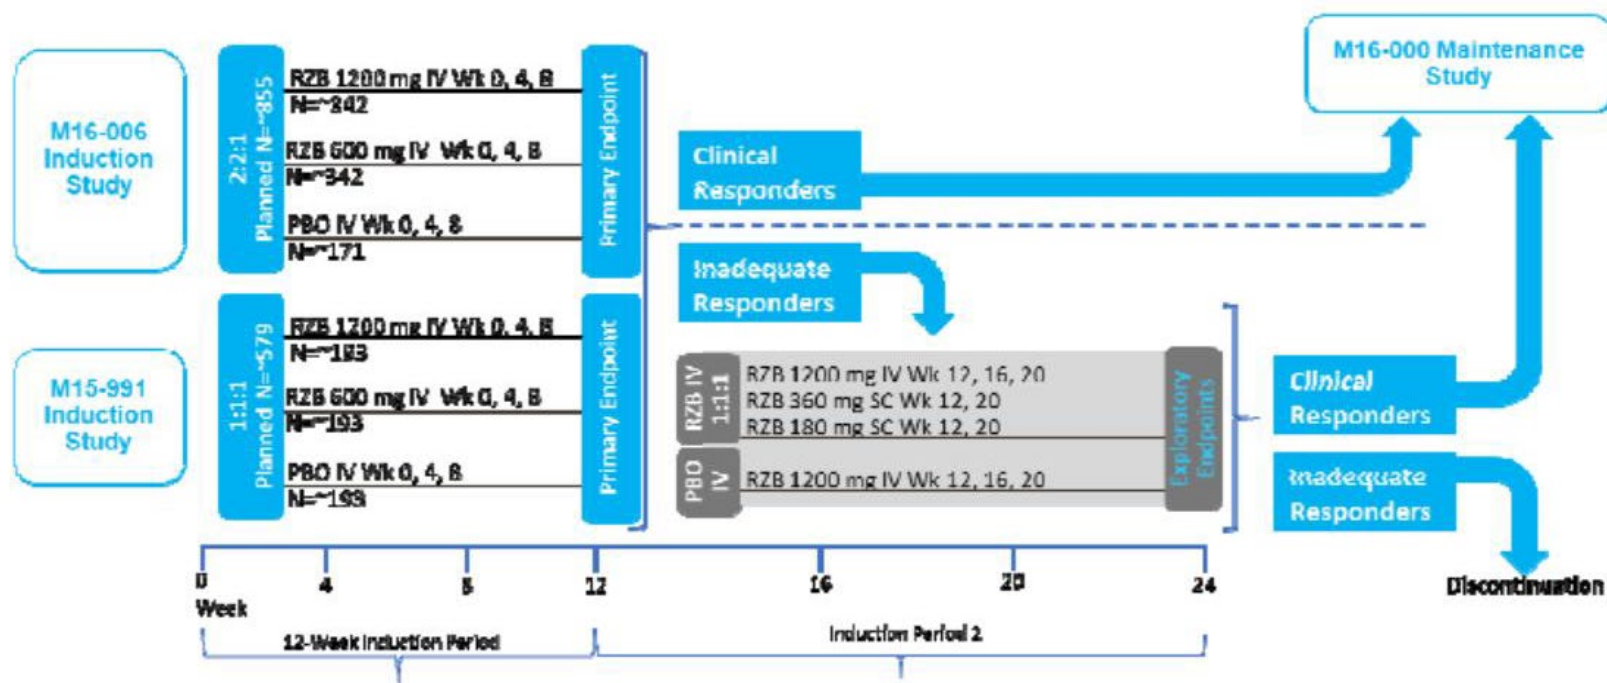 M16-006
Induction
Study
2:2:1
Planned N=~855
RZB 1200 mg IV Wk 0, 4, 8
N=~342
RZB 600 mg IV Wk 0, 4, 8
N=~342
PBO IV Wk 0, 4, 8
N=~171
Primary Endpoint
M15-991
Induction
Study
1:1:1
Planned N=~579
RZB 1200 mg IV Wk 0, 4, 8
N=~193
RZB 600 mg IV Wk 0, 4, 8
N=~193
PBO IV Wk 0, 4, 8
N=~193
Primary Endpoint
Clinical
Responders
Inadequate
Responders
RZB IV
1:1:1
RZB 1200 mg IV Wk 12, 16, 20
RZB 360 mg SC Wk 12, 20
RZB 180 mg SC Wk 12, 20
PBO
IV
RZB 1200 mg IV Wk 12, 16, 20
Exploratory
Endpoints
M16-000 Maintenance
Study
Clinical
Responders
Inadequate
Responders
Discontinuation
0 4 8 12 16 20 24
Week
12-Week Induction Period
Induction Period 2